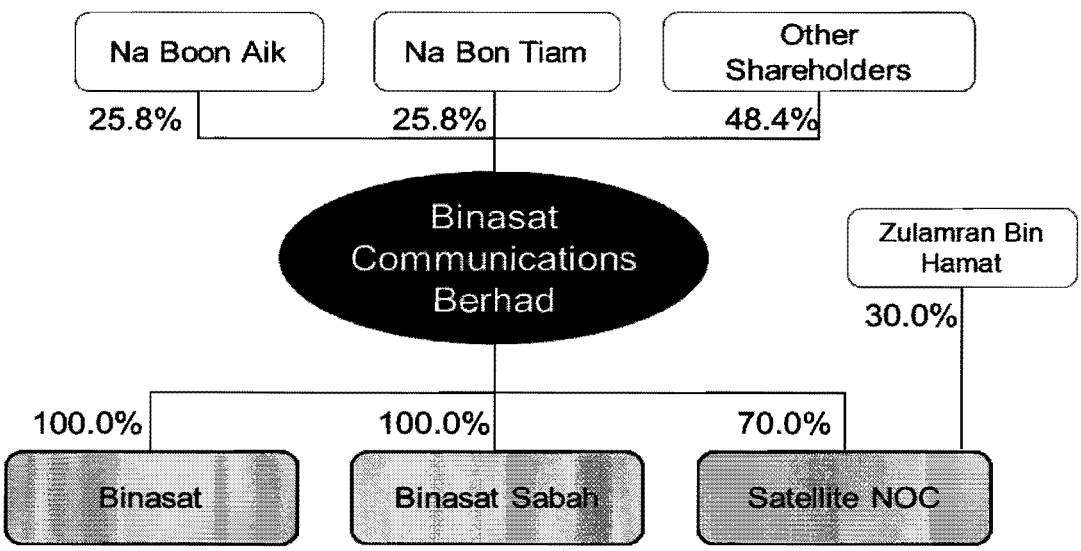 Na Boon Aik
Na Bon Tiam
Other
Shareholders
25.8%
25.8%
48.4%
Binasat
Communications
Berhad
Zulamran Bin
Hamat
30.0%
100.0%
100.0%
70.0%
Binasat
Binasat Sabah
Satellite NOC